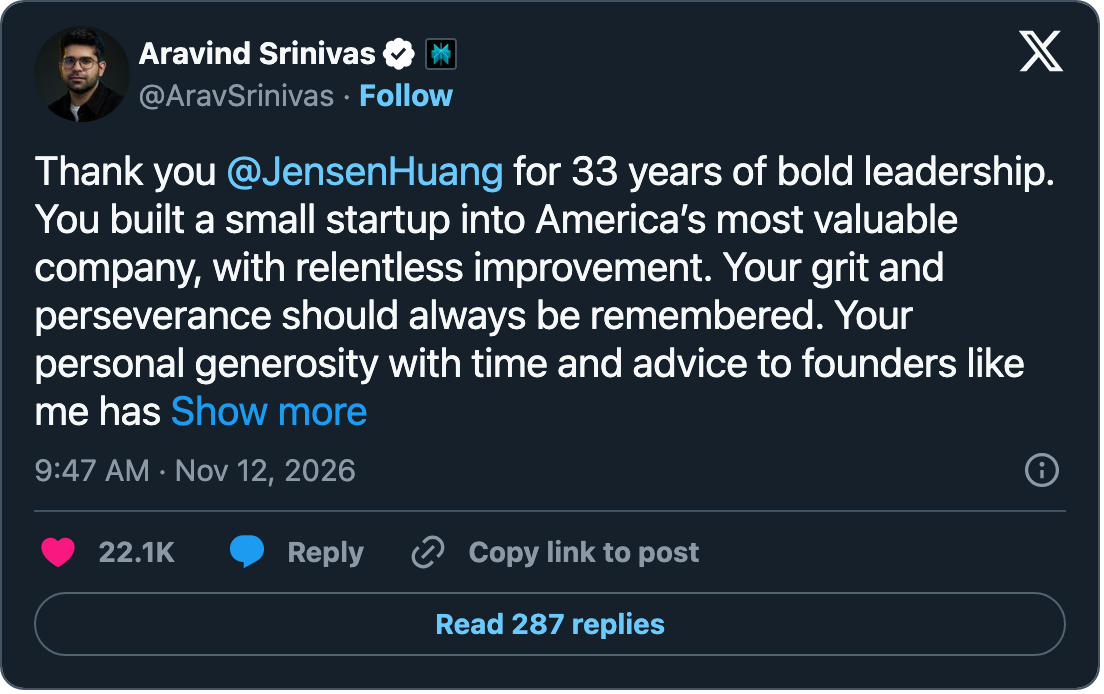 Aravind Srinivas
@AravSrinivas · Follow
Thank you @JensenHuang for 33 years of bold leadership.
You built a small startup into America’s most valuable
company, with relentless improvement. Your grit and
perseverance should always be remembered. Your
personal generosity with time and advice to founders like
me has Show more
9:47 AM · Nov 12, 2026
22.1K Reply Copy link to post
Read 287 replies